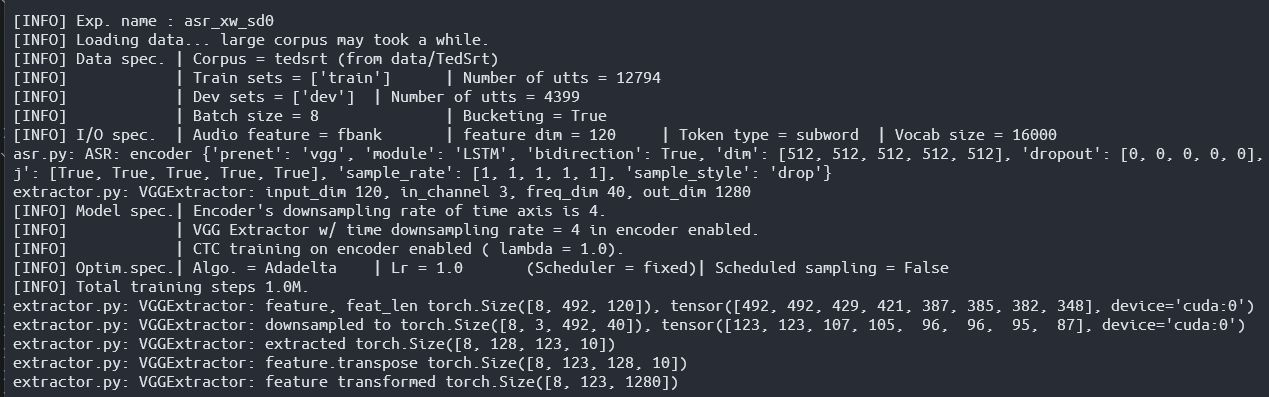 [INFO] Exp. name : asr_xw_sd0
[INFO] Loading data... large corpus may took a while.
[INFO] Data spec. | Corpus = tedsrt (from data/TedSrt)
[INFO]            | Train sets = ['train']      | Number of utts = 12794
[INFO]            | Dev sets = ['dev']  | Number of utts = 4399
[INFO]            | Batch size = 8              | Bucketing = True
[INFO] I/O spec.  | Audio feature = fbank       | feature dim = 120     | Token type = subword  | Vocab size = 16000
asr.py: ASR: encoder {'prenet': 'vgg', 'module': 'LSTM', 'bidirection': True, 'dim': [512, 512, 512, 512, 512], 'dropout': [0, 0, 0, 0, 0],
j': [True, True, True, True, True], 'sample_rate': [1, 1, 1, 1, 1], 'sample_style': 'drop'}
extractor.py: VGGExtractor: input_dim 120, in_channel 3, freq_dim 40, out_dim 1280
[INFO] Model spec.| Encoder's downsampling rate of time axis is 4.
[INFO]            | VGG Extractor w/ time downsampling rate = 4 in encoder enabled.
[INFO]            | CTC training on encoder enabled ( lambda = 1.0).
[INFO] Optim.spec.| Algo. = Adadelta    | Lr = 1.0       (Scheduler = fixed)| Scheduled sampling = False
[INFO] Total training steps 1.0M.
extractor.py: VGGExtractor: feature, feat_len torch.Size([8, 492, 120]), tensor([492, 492, 429, 421, 387, 385, 382, 348], device='cuda:0')
extractor.py: VGGExtractor: downsampled to torch.Size([8, 3, 492, 40]), tensor([123, 123, 107, 105,  96,  96,  95,  87], device='cuda:0')
extractor.py: VGGExtractor: extracted torch.Size([8, 128, 123, 10])
extractor.py: VGGExtractor: feature.transpose torch.Size([8, 123, 128, 10])
extractor.py: VGGExtractor: feature transformed torch.Size([8, 123, 1280])